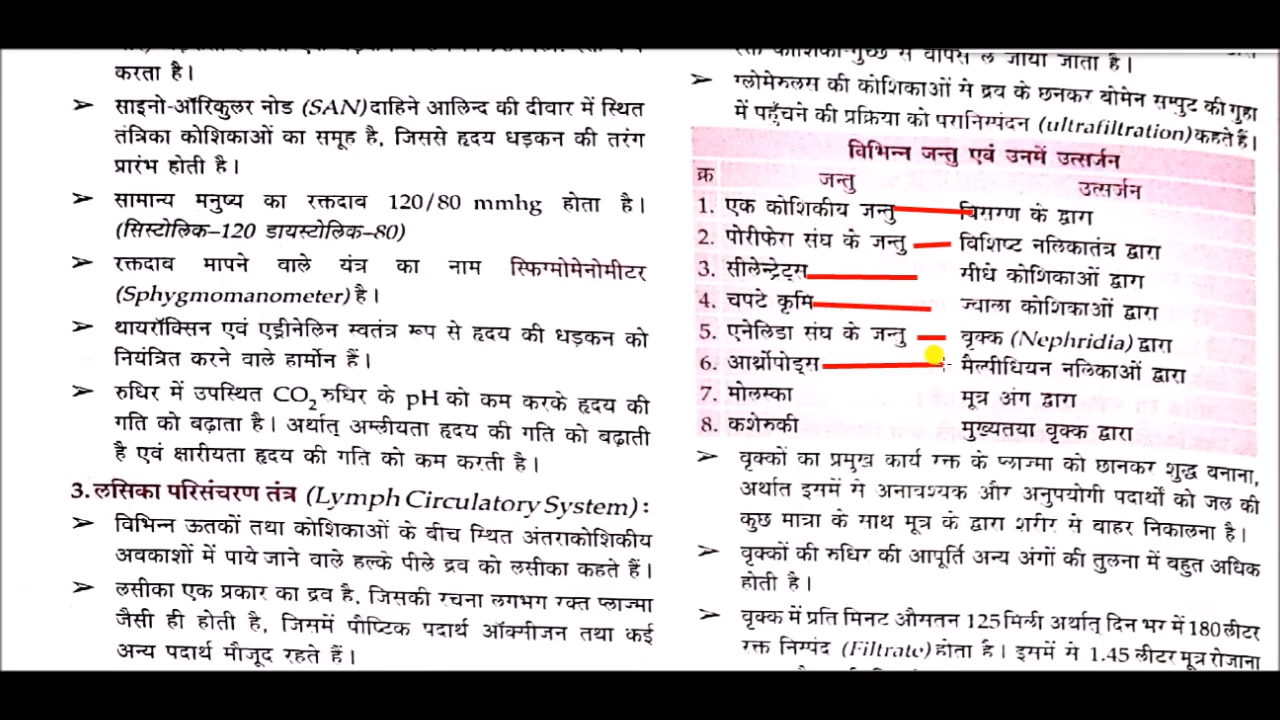 करता है।
➤ साइनो-ऑरिकुलर नोड (SAN) दाहिने आलिन्द की दीवार में स्थित
तंत्रिका कोशिकाओं का समूह है, जिससे हृदय धड़कन की तरंग
प्रारंभ होती है।
➤ सामान्य मनुष्य का रक्तदाब 120/80 mmhg होता है।
(सिस्टोलिक–120 डायस्टोलिक–80)
➤ रक्तदाब मापने वाले यंत्र का नाम स्फिग्मोमेनोमीटर
(Sphygmomanometer) है।
➤ थायरॉक्सिन एवं एड्रीनेलिन स्वतंत्र रूप से हृदय की धड़कन को
नियंत्रित करने वाले हार्मोन हैं।
➤ रुधिर में उपस्थित CO₂ रुधिर के pH को कम करके हृदय की
गति को बढ़ाता है। अर्थात् अम्लीयता हृदय की गति को बढ़ाती
है एवं क्षारीयता हृदय की गति को कम करती है।
3. लसिका परिसंचरण तंत्र (Lymph Circulatory System) :
➤ विभिन्न ऊतकों तथा कोशिकाओं के बीच स्थित अंतराकोशिकीय
अवकाशों में पाये जाने वाले हल्के पीले द्रव को लसीका कहते हैं।
➤ लसीका एक प्रकार का द्रव है, जिसकी रचना लगभग रक्त प्लाज्मा
जैसी ही होती है, जिसमें पौष्टिक पदार्थ ऑक्सीजन तथा कई
अन्य पदार्थ मौजूद रहते हैं।
रक्त कोशिका-गुच्छ से वापस ले जाया जाता है।
➤ ग्लोमेरुलस की कोशिकाओं से द्रव के छनकर बोमेन सम्पुट की गुहा
में पहुँचने की प्रक्रिया को परानिस्पंदन (ultrafiltration) कहते हैं।
विभिन्न जन्तु एवं उनमें उत्सर्जन
क्र जन्तु उत्सर्जन
1. एक कोशिकीय जन्तु विसरण के द्वारा
2. पोरीफेरा संघ के जन्तु विशिष्ट नलिकातंत्र द्वारा
3. सीलेन्ट्रेट्स सीधे कोशिकाओं द्वारा
4. चपटे कृमि ज्वाला कोशिकाओं द्वारा
5. एनेलिडा संघ के जन्तु वृक्क (Nephridia) द्वारा
6. आर्थ्रोपोड्स मैल्पीधियन नलिकाओं द्वारा
7. मोलस्का मूत्र अंग द्वारा
8. कशेरुकी मुख्यतया वृक्क द्वारा
➤ वृक्कों का प्रमुख कार्य रक्त के प्लाज्मा को छानकर शुद्ध बनाना,
अर्थात इसमें से अनावश्यक और अनुपयोगी पदार्थों को जल की
कुछ मात्रा के साथ मूत्र के द्वारा शरीर से बाहर निकालना है।
➤ वृक्कों की रुधिर की आपूर्ति अन्य अंगों की तुलना में बहुत अधिक
होती है।
➤ वृक्क में प्रति मिनट औसतन 125 मिली अर्थात् दिन भर में 180 लीटर
रक्त निस्पंद (Filtrate) होता है। इसमें से 1.45 लीटर मूत्र रोजाना